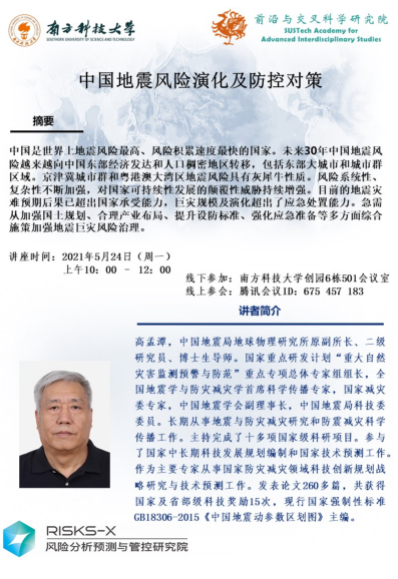 南方科技大学
SOUTHERN UNIVERSITY OF SCIENCE AND TECHNOLOGY
前沿与交叉科学研究院
SUSTech Academy for
Advanced Interdisciplinary Studies
中国地震风险演化及防控对策
摘要
中国是世界上地震风险最高、风险积累速度最快的国家。未来30年中国地震风
险越来越向中国东部经济发达和人口稠密地区转移，包括东部大城市和城市群
区域。京津冀城市群和粤港澳大湾区地震风险具有灰犀牛性质。风险系统性、
复杂性不断加强，对国家可持续性发展的颠覆性威胁持续增强。目前的地震灾
难预期后果已超出国家承受能力，巨灾规模及演化超出了应急处置能力。急需
从加强国土规划、合理产业布局、提升设防标准、强化应急准备等多方面综合
施策加强地震巨灾风险治理。
讲座时间：2021年5月24日（周一）
上午10：00 - 12：00
线下参加：南方科技大学创园6栋501会议室
线上参会：腾讯会议ID：675 457 183
讲者简介
高孟潭，中国地震局地球物理研究所原副所长、二级
研究员、博士生导师。国家重点研发计划“重大自然
灾害监测预警与防范”重点专项总体专家组组长，全
国地震学与防灾减灾学首席科学传播专家，国家减灾
委专家，中国地震学会副理事长，中国地震局科技委
委员。长期从事地震与防灾减灾研究和防震减灾科学
传播工作。主持完成了十多项国家级科研项目。参与
了国家中长期科技发展规划编制和国家技术预测工作。
作为主要专家从事国家防灾减灾领域科技创新规划战
略研究与技术预测工作。发表论文260多篇，共获得
国家及省部级科技奖励15次，现行国家强制性标准
GB18306-2015《中国地震动参数区划图》主编。
RISKS-X
风险分析预测与管控研究院